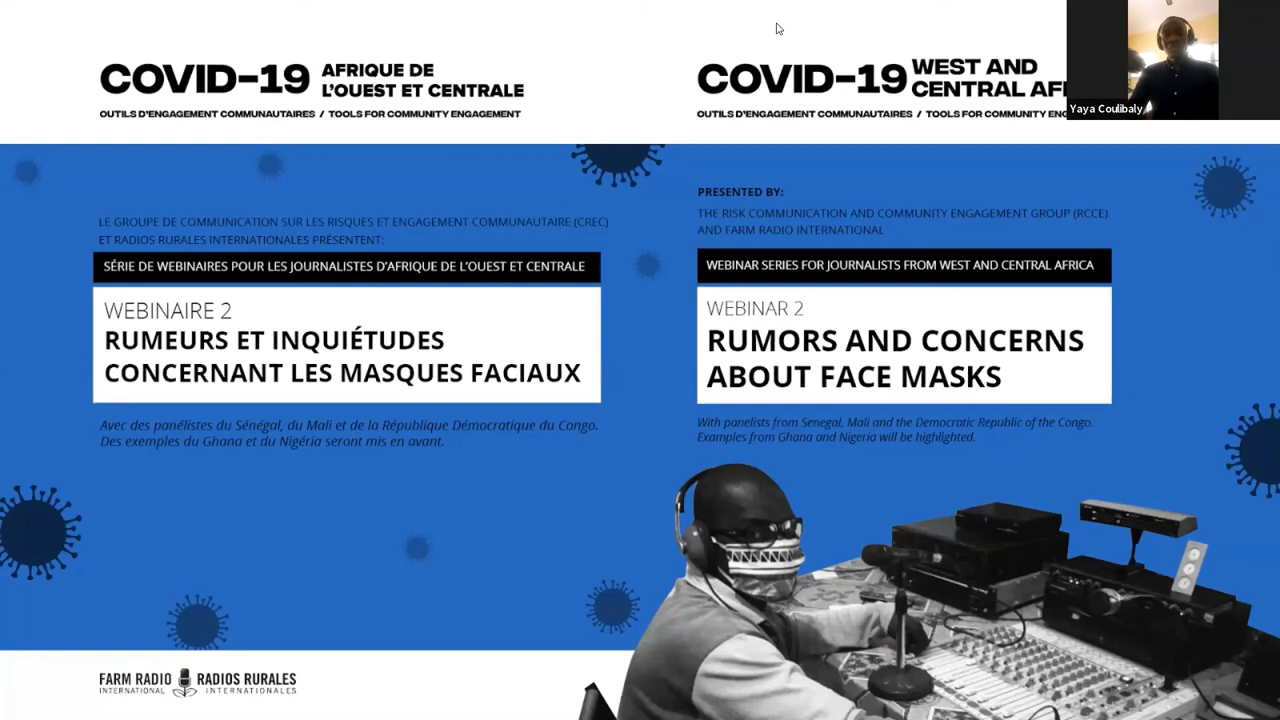 COVID-19 AFRIQUE DE
L'OUEST ET CENTRALE
OUTILS D'ENGAGEMENT COMMUNAUTAIRES / TOOLS FOR COMMUNITY ENGAGEMENT
LE GROUPE DE COMMUNICATION SUR LES RISQUES ET ENGAGEMENT COMMUNAUTAIRE (CREC)
ET RADIOS RURALES INTERNATIONALES PRÉSENTENT:
SÉRIE DE WEBINAIRES POUR LES JOURNALISTES D'AFRIQUE DE L'OUEST ET CENTRALE
WEBINAIRE 2
RUMEURS ET INQUIÉTUDES
CONCERNANT LES MASQUES FACIAUX
Avec des panélistes du Sénégal, du Mali et de la République Démocratique du Congo.
Des exemples du Ghana et du Nigéria seront mis en avant.
FARM RADIO RADIOS RURALES
INTERNATIONAL INTERNATIONALES
COVID-19 WEST AND
CENTRAL AF
OUTILS D'ENGAGEMENT COMMUNAUTAIRES / TOOLS FOR COMMUNITY ENG
Yaya Coulibaly
PRESENTED BY:
THE RISK COMMUNICATION AND COMMUNITY ENGAGEMENT GROUP (RCCE)
AND FARM RADIO INTERNATIONAL
WEBINAR SERIES FOR JOURNALISTS FROM WEST AND CENTRAL AFRICA
WEBINAR 2
RUMORS AND CONCERNS
ABOUT FACE MASKS
With panelists from Senegal, Mali and the Democratic Republic of the Congo.
Examples from Ghana and Nigeria will be highlighted.